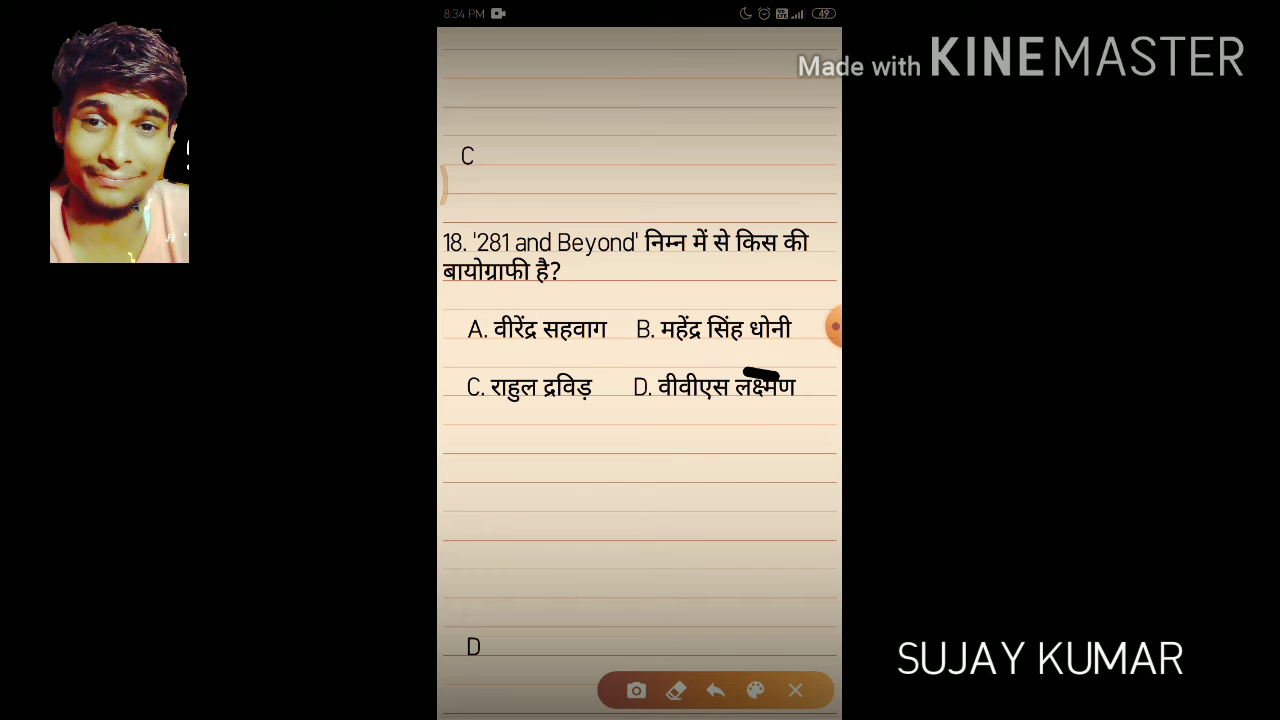 8:34 PM
49
Made with KINEMASTER
C
18. '281 and Beyond' निम्न में से किस की
बायोग्राफी है?
A. वीरेंद्र सहवाग B. महेंद्र सिंह धोनी
C. राहुल द्रविड़ D. वीवीएस लक्ष्मण
D
SUJAY KUMAR